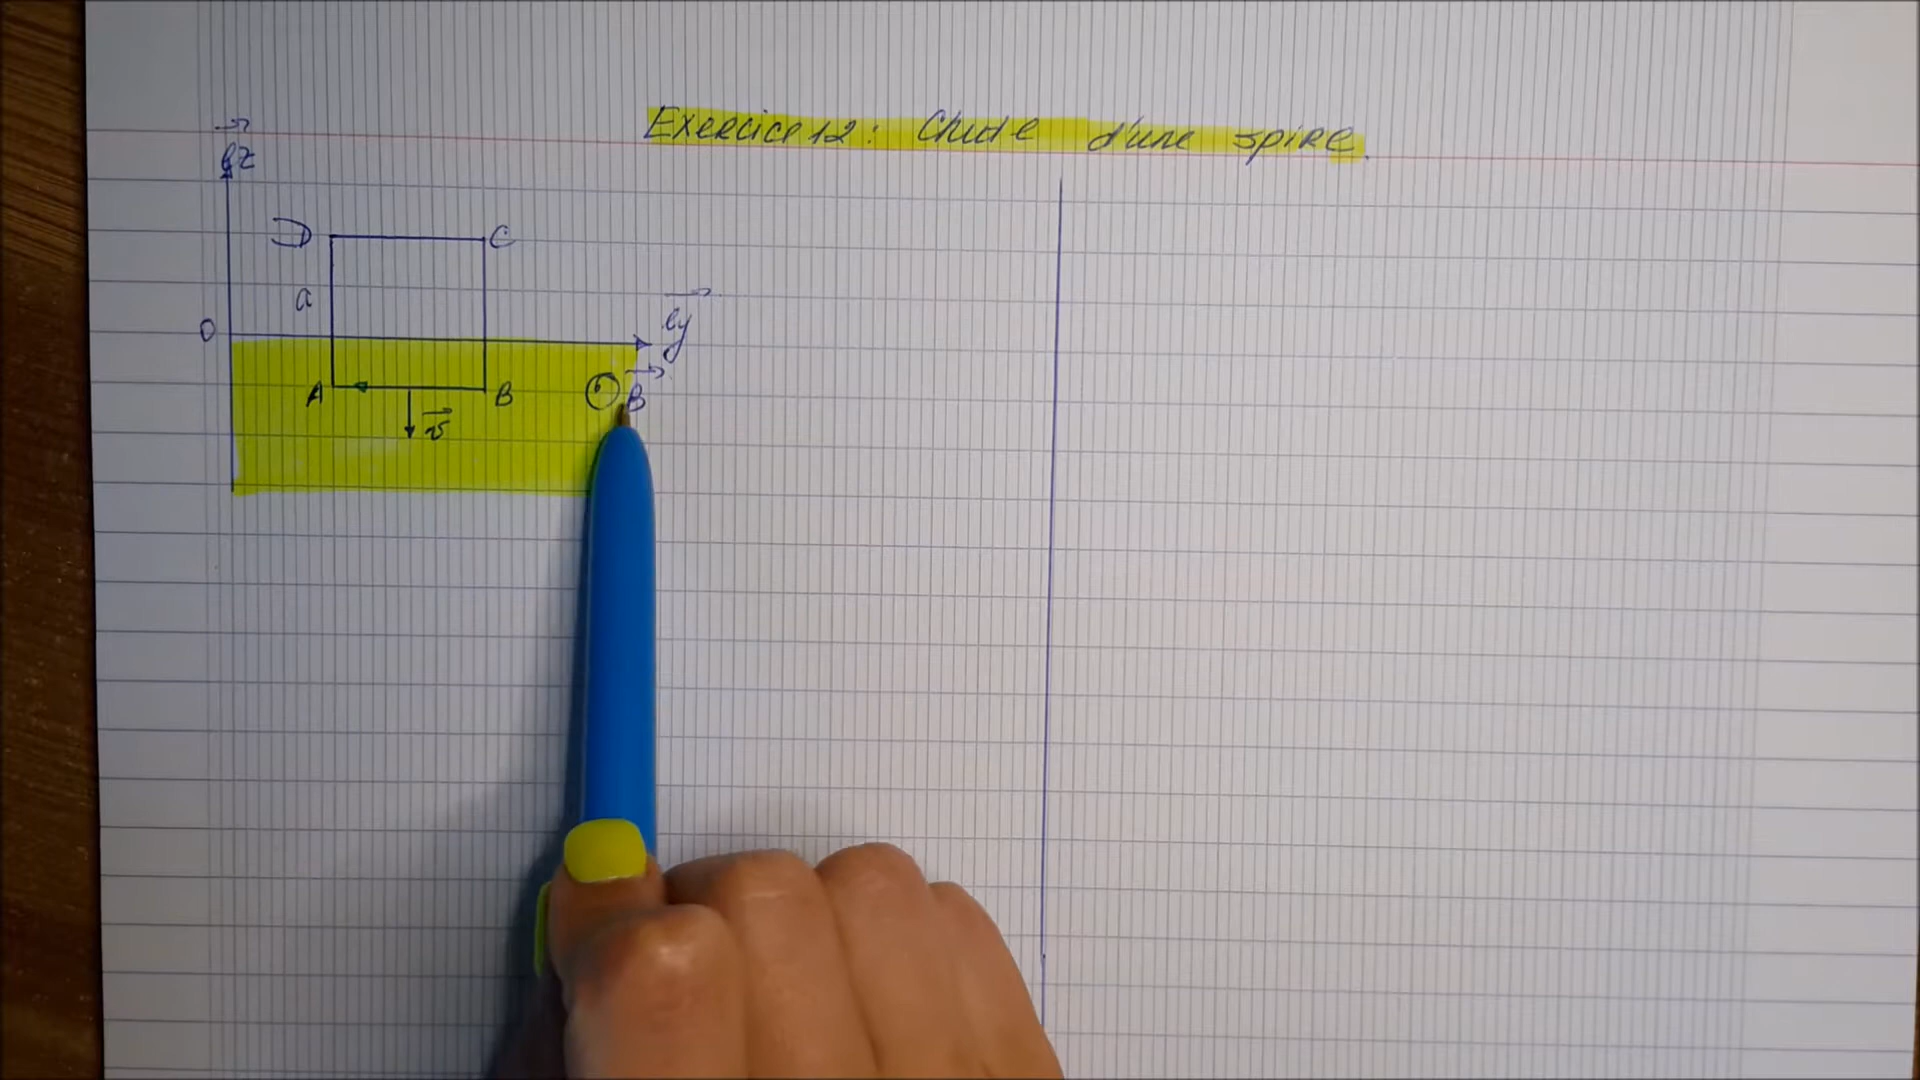 Exercice 12: Chute d'une spire.
ez
D C
a
O ey
A B B
v